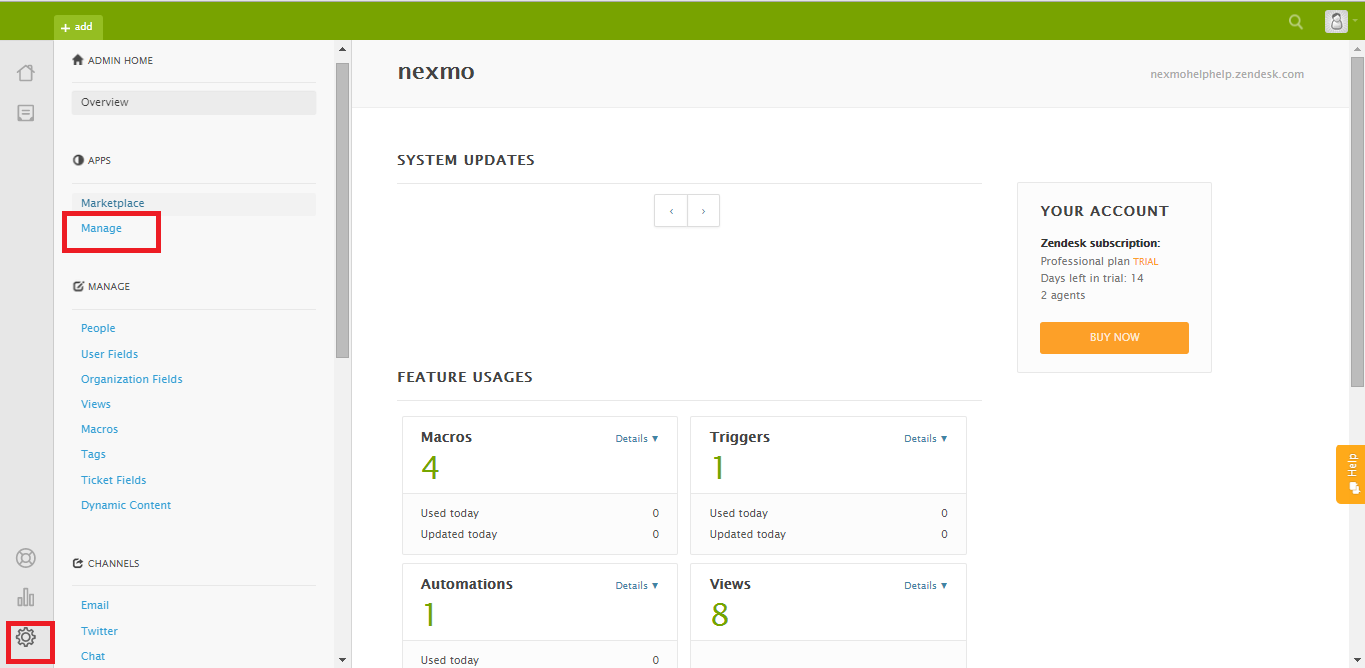 + add
ADMIN HOME
Overview
APPS
Marketplace
Manage
MANAGE
People
User Fields
Organization Fields
Views
Macros
Tags
Ticket Fields
Dynamic Content
CHANNELS
Email
Twitter
Chat
nexmo
nexmohelphelp.zendesk.com
SYSTEM UPDATES
‹ ›
YOUR ACCOUNT
Zendesk subscription:
Professional plan TRIAL
Days left in trial: 14
2 agents
BUY NOW
FEATURE USAGES
Macros Details ▼
4
Used today 0
Updated today 0
Triggers Details ▼
1
Used today 0
Updated today 0
Automations Details ▼
1
Used today 0
Views Details ▼
8
Help